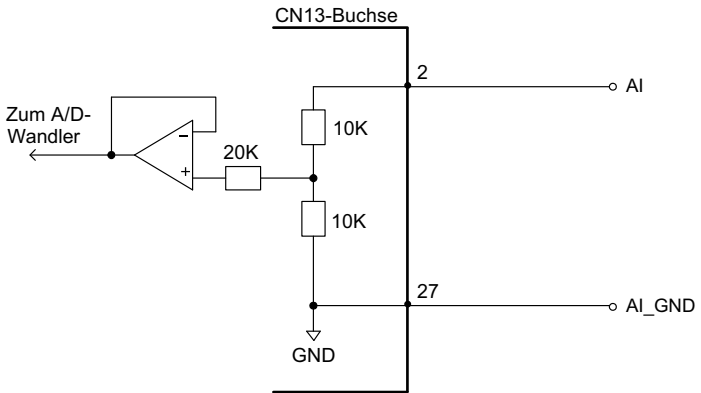 CN13-Buchse
2
AI
Zum A/D-
Wandler
10K
20K
10K
27
AI_GND
GND